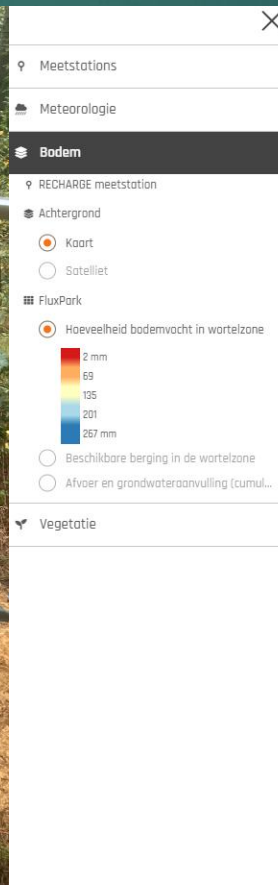 Meetstations
Meteorologie
Bodem
RECHARGE meetstation
Achtergrond
Kaart
Satelliet
FluxPark
Hoeveelheid bodemvocht in wortelzone
2 mm
69
135
201
267 mm
Beschikbare berging in de wortelzone
Afvoer en grondwateraanvulling (cumul...
Vegetatie